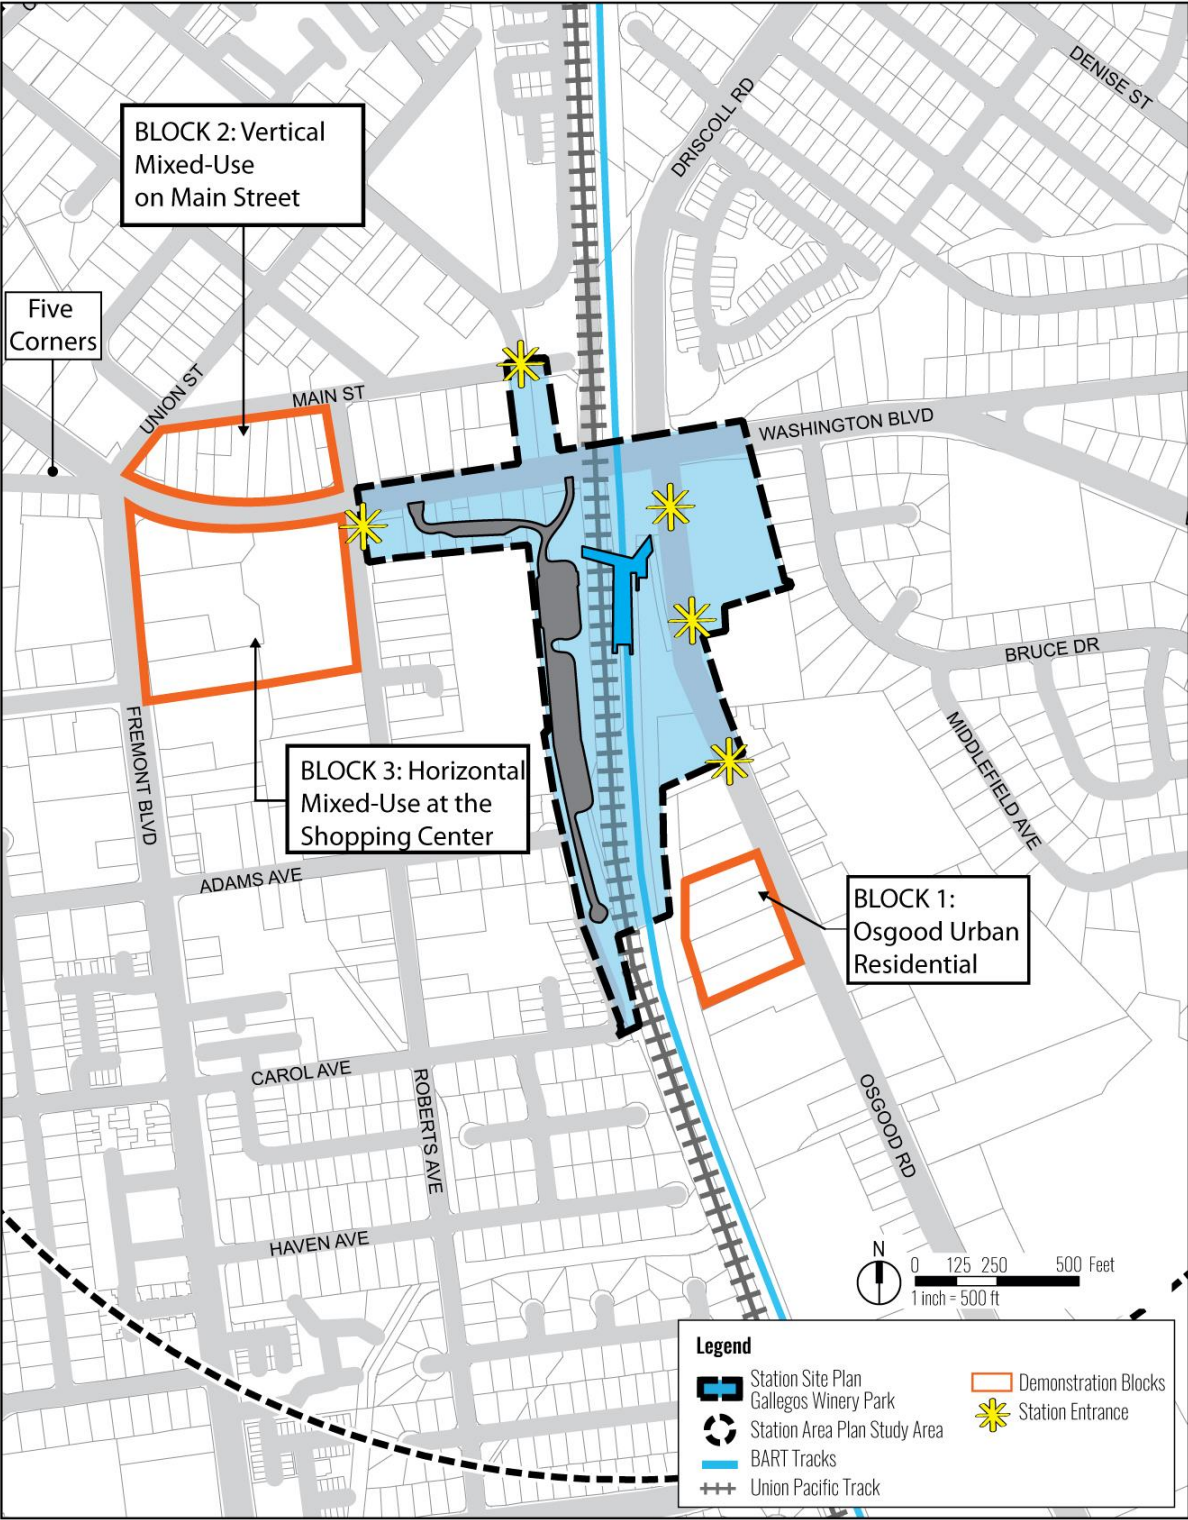 DENISE ST
DRISCOLL RD
BLOCK 2: Vertical
Mixed-Use
on Main Street
Five
Corners
UNION ST
MAIN ST
WASHINGTON BLVD
BRUCE DR
MIDDLEFIELD AVE
FREMONT BLVD
BLOCK 3: Horizontal
Mixed-Use at the
Shopping Center
ADAMS AVE
BLOCK 1:
Osgood Urban
Residential
CAROL AVE
ROBERTS AVE
OSGOOD RD
HAVEN AVE
N
0 125 250 500 Feet
1 inch = 500 ft
Legend
Station Site Plan
Gallegos Winery Park
Station Area Plan Study Area
BART Tracks
Union Pacific Track
Demonstration Blocks
Station Entrance